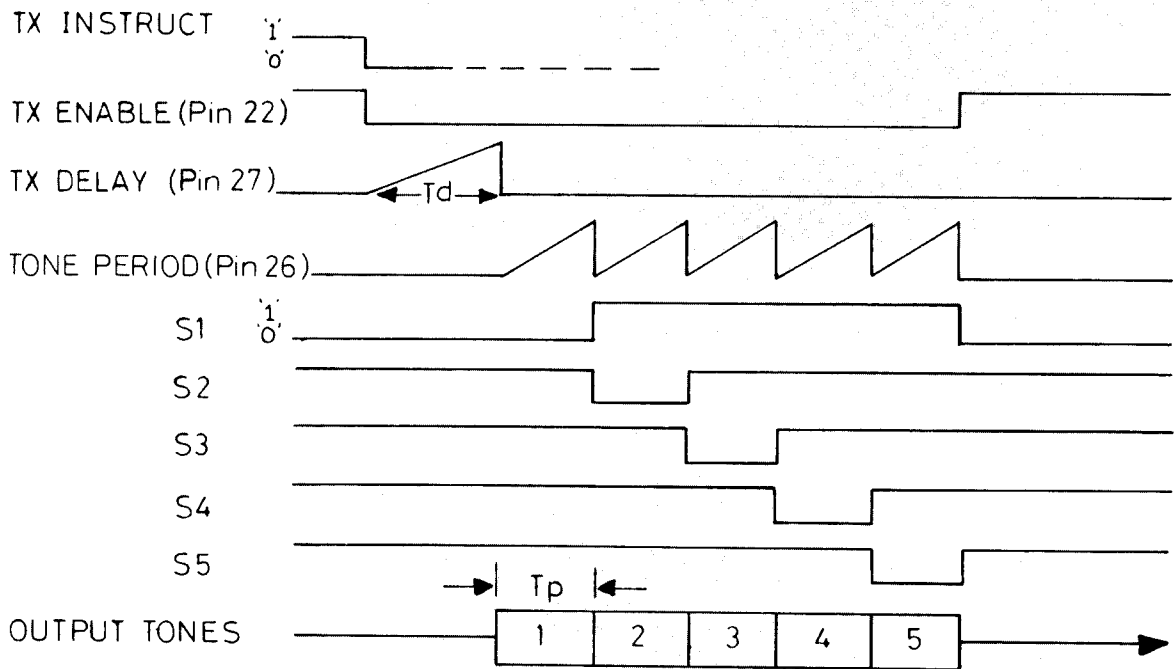 TX INSTRUCT '1'
'0'
TX ENABLE (Pin 22)
TX DELAY (Pin 27)
Td
TONE PERIOD (Pin 26)
S1 '1'
'0'
S2
S3
S4
S5
Tp
OUTPUT TONES 1 2 3 4 5